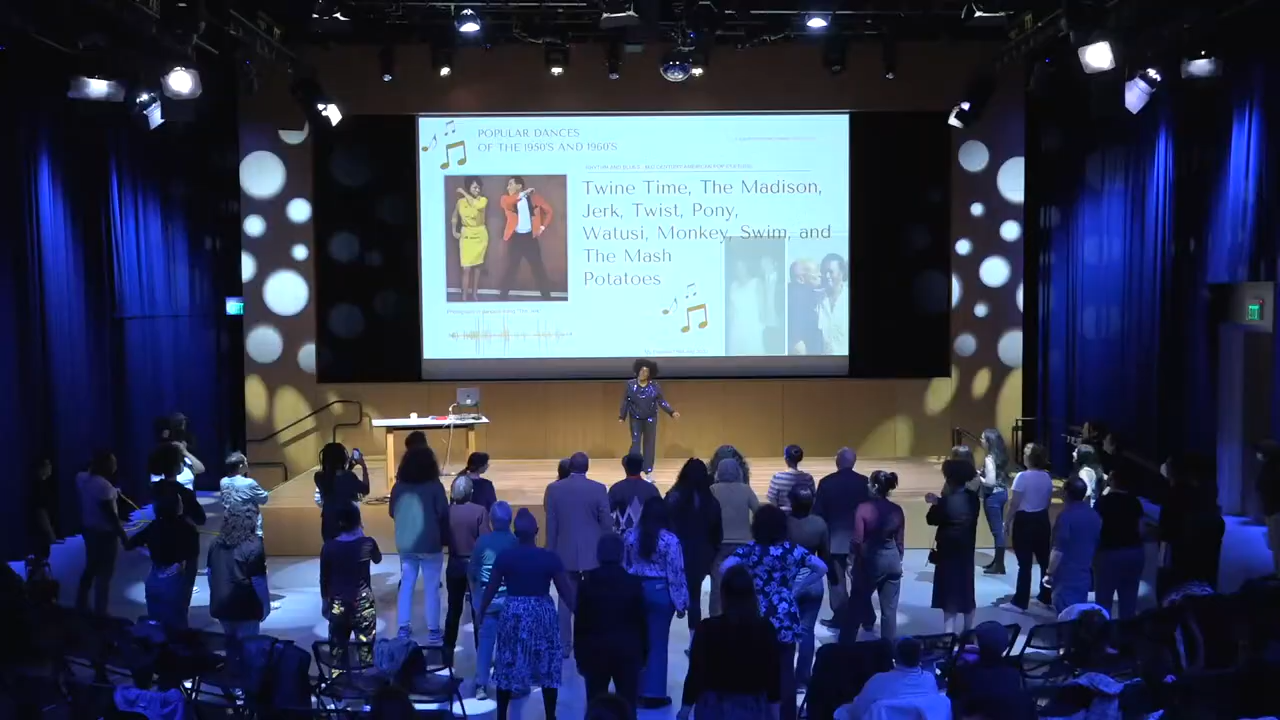 POPULAR DANCES
OF THE 1950'S AND 1960'S
Twine Time, The Madison,
Jerk, Twist, Pony,
Watusi, Monkey, Swim, and
The Mash
Potatoes